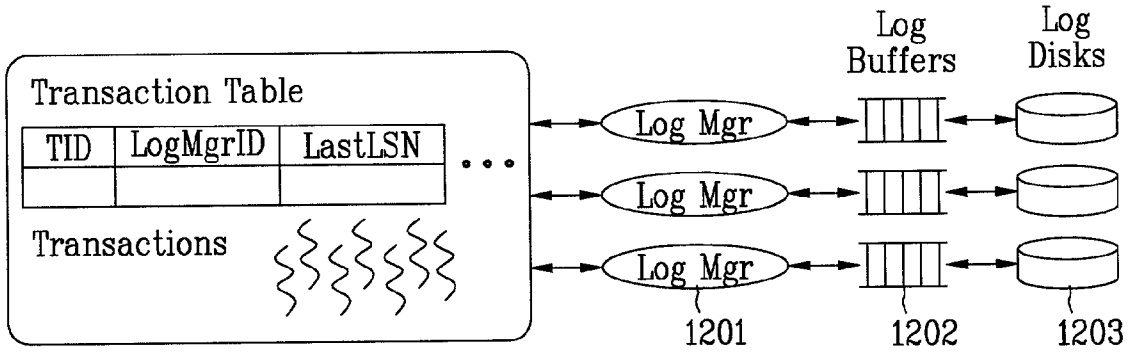 Transaction Table
TID LogMgrID LastLSN
Transactions
Log Mgr
Log Mgr
Log Mgr
Log
Buffers
Log
Disks
1201
1202
1203